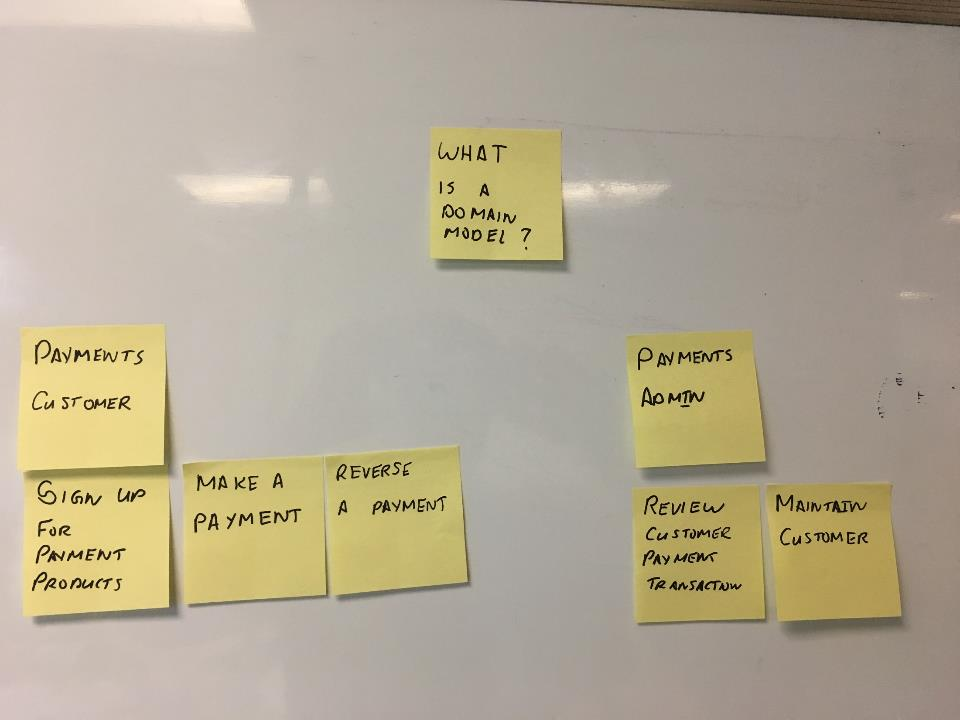 WHAT
IS A
DOMAIN
MODEL?
PAYMENTS
CUSTOMER
PAYMENTS
ADMIN
SIGN UP
FOR
PAYMENT
PRODUCTS
MAKE A
PAYMENT
REVERSE
A PAYMENT
REVIEW
CUSTOMER
PAYMENT
TRANSACTION
MAINTAIN
CUSTOMER